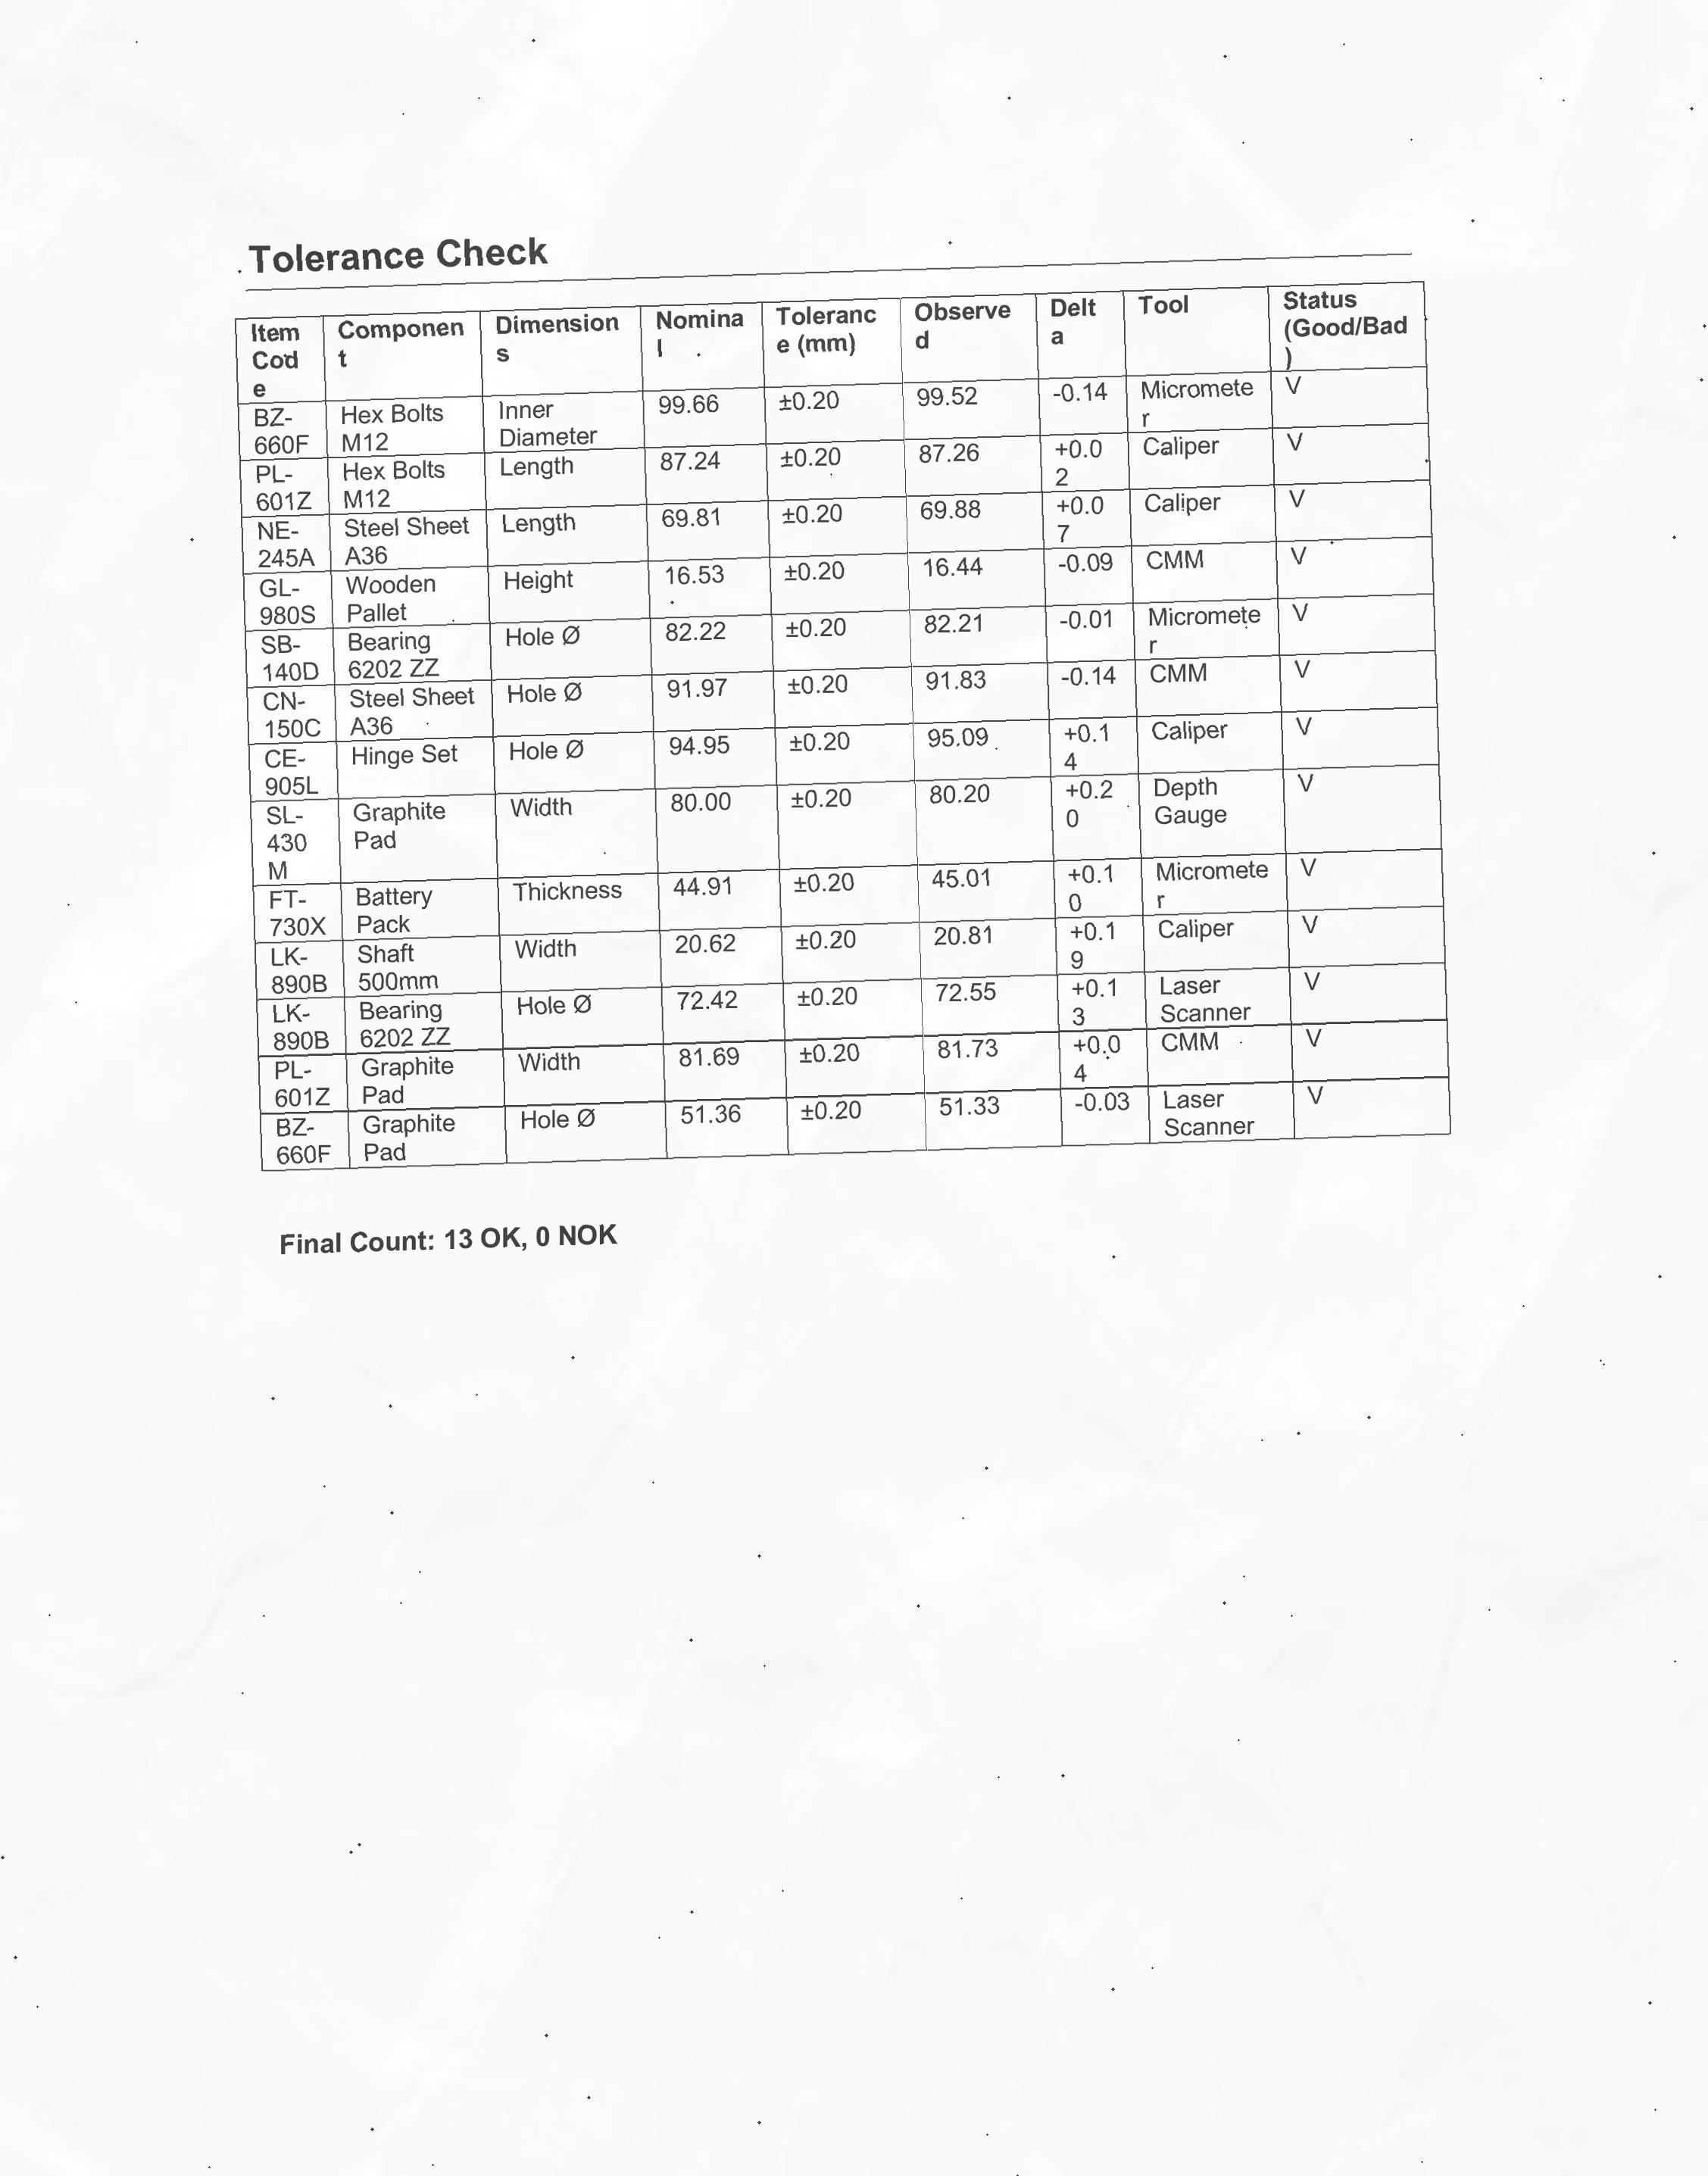 Tolerance Check
Item Code Component Dimensions Nominal Tolerance (mm) Observed Delta Tool Status (Good/Bad)
BZ-660F Hex Bolts M12 Inner Diameter 99.66 ±0.20 99.52 -0.14 Micrometer V
PL-601Z Hex Bolts M12 Length 87.24 ±0.20 87.26 +0.02 Caliper V
NE-245A Steel Sheet A36 Length 69.81 ±0.20 69.88 +0.07 Caliper V
GL-980S Wooden Pallet Height 16.53 ±0.20 16.44 -0.09 CMM V
SB-140D Bearing 6202 ZZ Hole Ø 82.22 ±0.20 82.21 -0.01 Micrometer V
CN-150C Steel Sheet A36 Hole Ø 91.97 ±0.20 91.83 -0.14 CMM V
CE-905L Hinge Set Hole Ø 94.95 ±0.20 95.09 +0.14 Caliper V
SL-430M Graphite Pad Width 80.00 ±0.20 80.20 +0.20 Depth Gauge V
FT-730X Battery Pack Thickness 44.91 ±0.20 45.01 +0.10 Micrometer V
LK-890B Shaft 500mm Width 20.62 ±0.20 20.81 +0.19 Caliper V
LK-890B Bearing 6202 ZZ Hole Ø 72.42 ±0.20 72.55 +0.13 Laser Scanner V
PL-601Z Graphite Pad Width 81.69 ±0.20 81.73 +0.04 CMM V
BZ-660F Graphite Pad Hole Ø 51.36 ±0.20 51.33 -0.03 Laser Scanner V
Final Count: 13 OK, 0 NOK